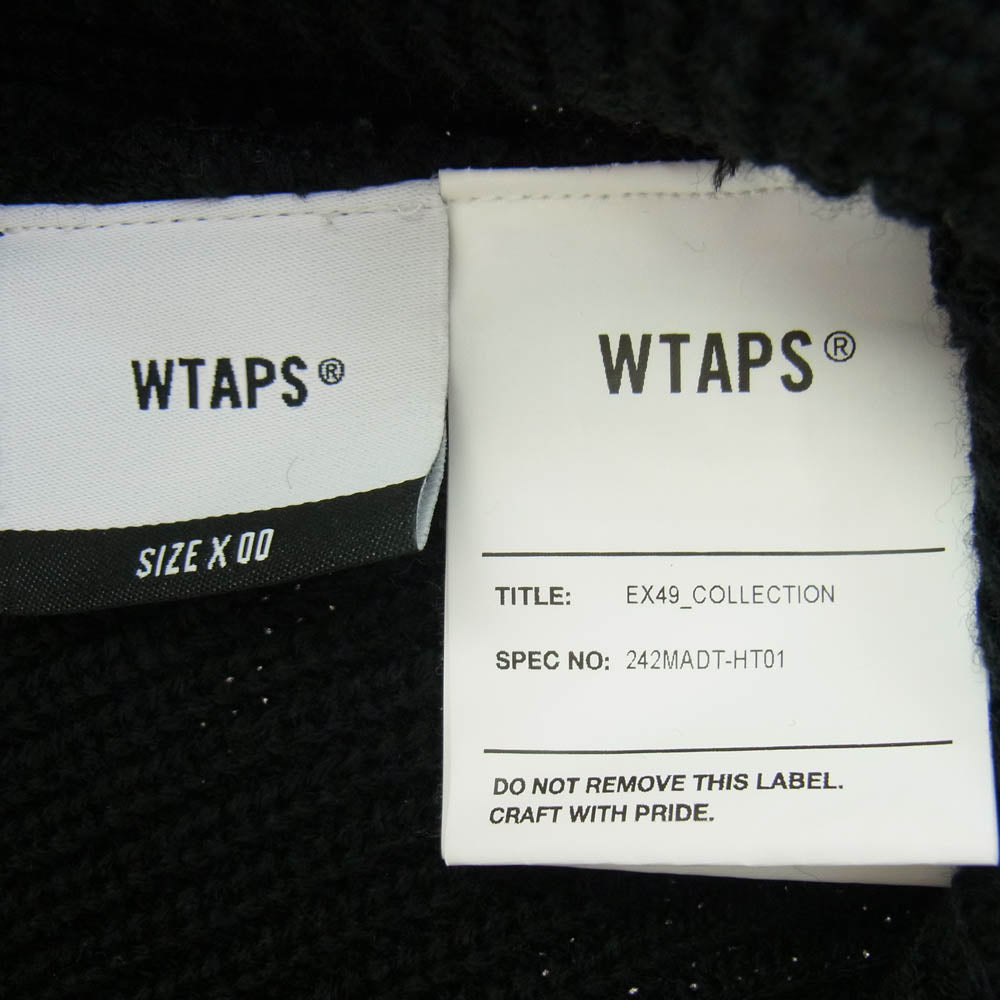 WTAPS®
SIZE X 00
WTAPS®
TITLE: EX49_COLLECTION
SPEC NO: 242MADT-HT01
DO NOT REMOVE THIS LABEL.
CRAFT WITH PRIDE.